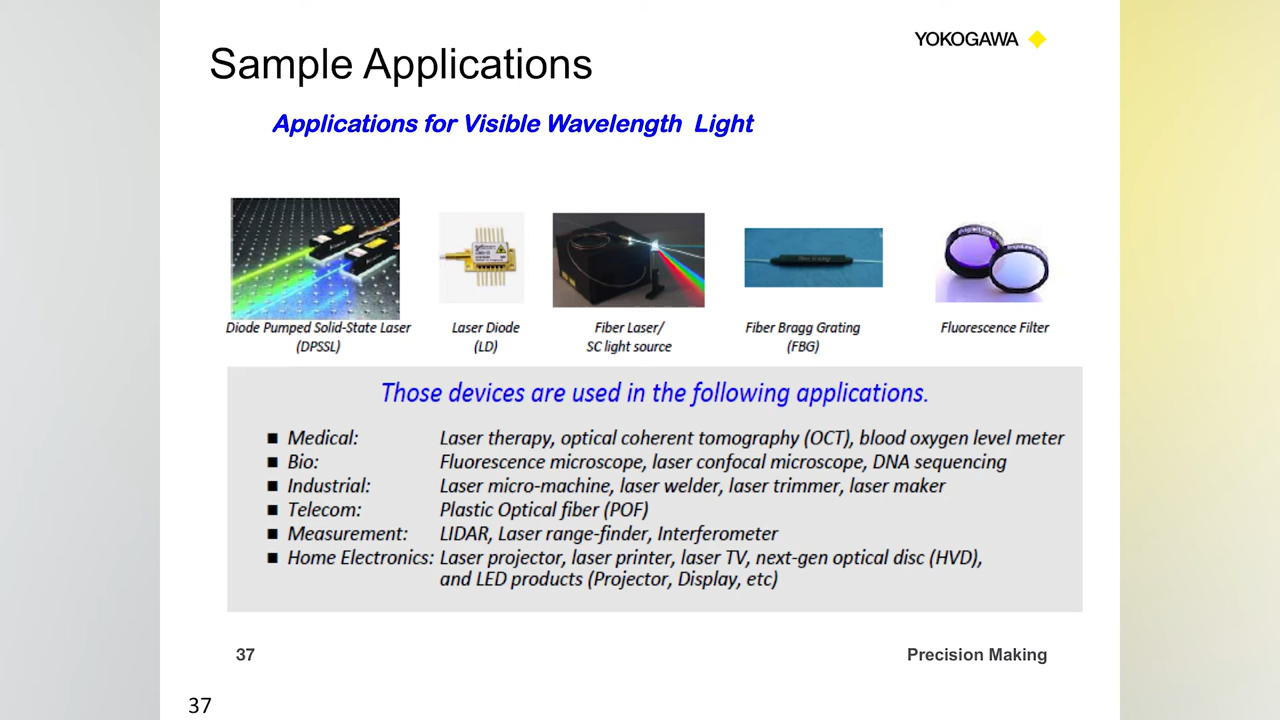 YOKOGAWA
Sample Applications
Applications for Visible Wavelength Light
Diode Pumped Solid-State Laser
(DPSSL)
Laser Diode
(LD)
Fiber Laser/
SC light source
Fiber Bragg Grating
(FBG)
Fluorescence Filter
Those devices are used in the following applications.
■ Medical: Laser therapy, optical coherent tomography (OCT), blood oxygen level meter
■ Bio: Fluorescence microscope, laser confocal microscope, DNA sequencing
■ Industrial: Laser micro-machine, laser welder, laser trimmer, laser maker
■ Telecom: Plastic Optical fiber (POF)
■ Measurement: LIDAR, Laser range-finder, Interferometer
■ Home Electronics: Laser projector, laser printer, laser TV, next-gen optical disc (HVD),
and LED products (Projector, Display, etc)
37
Precision Making
37